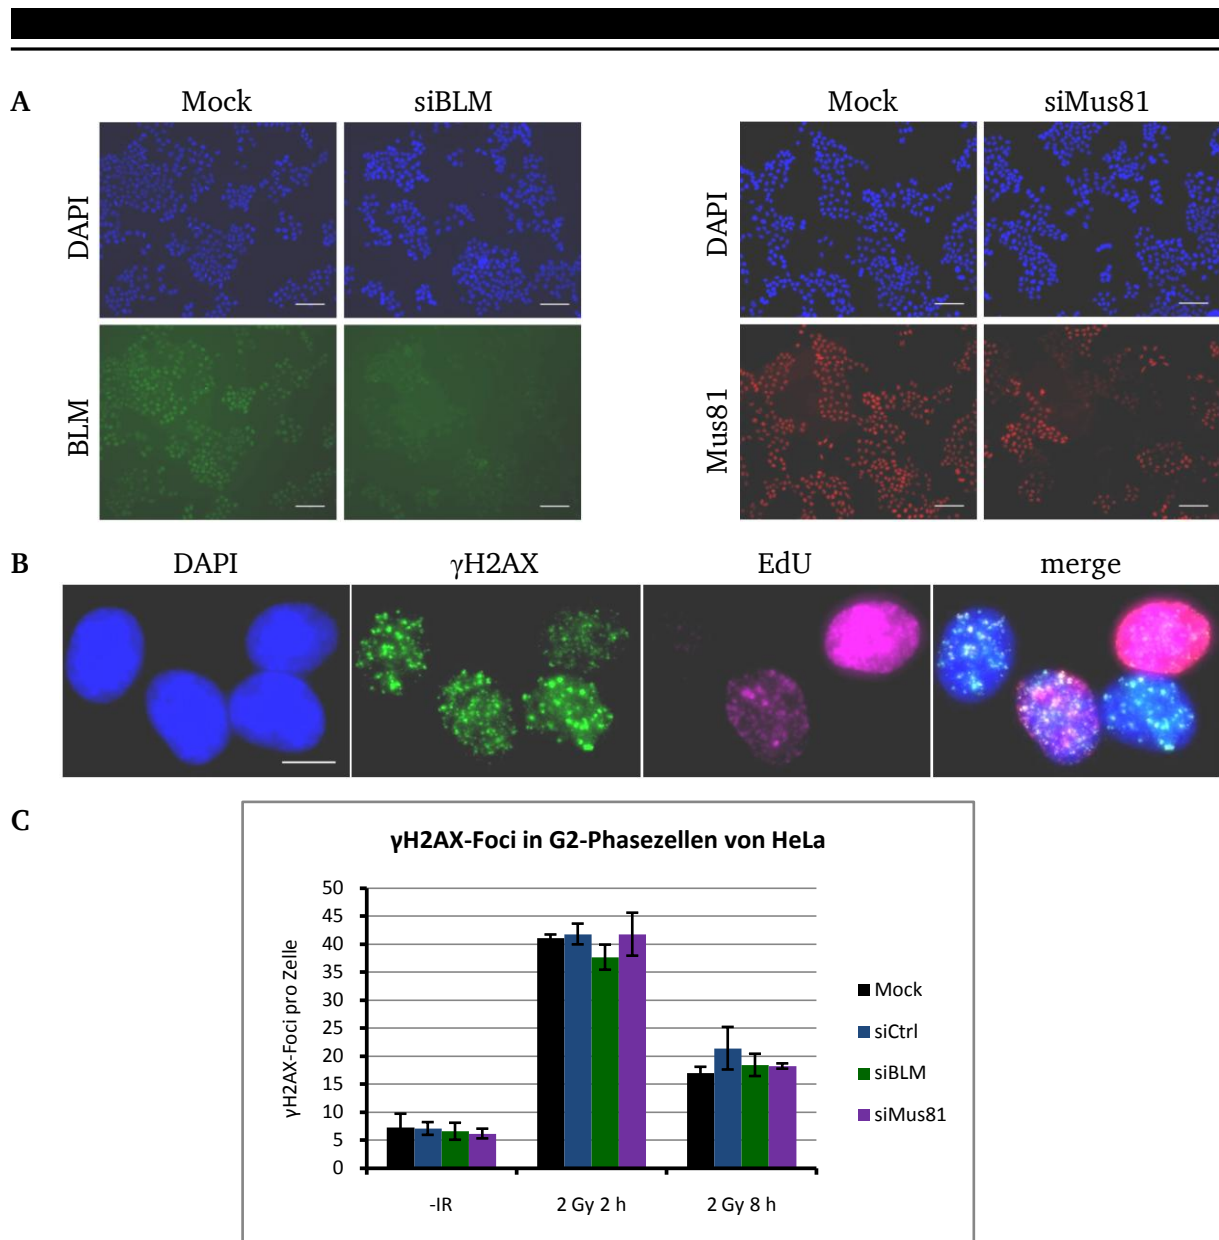 A
Mock siBLM Mock siMus81
DAPI DAPI
BLM Mus81
B
DAPI γH2AX EdU merge
C
γH2AX-Foci in G2-Phasezellen von HeLa
γH2AX-Foci pro Zelle
50
45
40
35
30
25
20
15
10
5
0
-IR 2 Gy 2 h 2 Gy 8 h
Mock
siCtrl
siBLM
siMus81